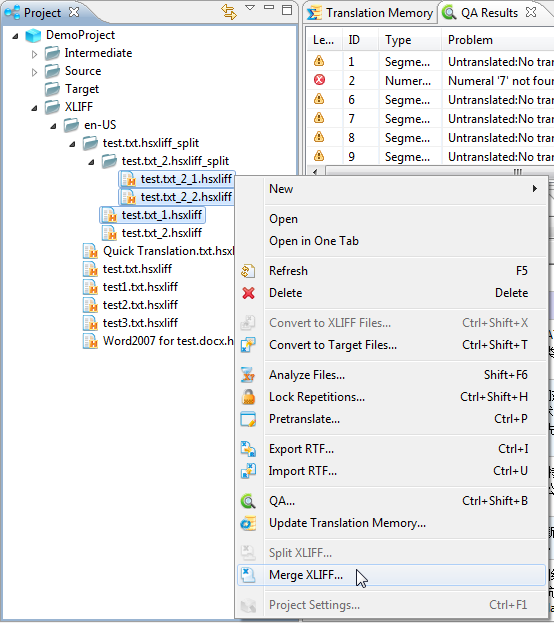 Project
DemoProject
Intermediate
Source
Target
XLIFF
en-US
test.txt.hsxliff_split
test.txt_2.hsxliff_split
test.txt_2_1.hsxliff
test.txt_2_2.hsxliff
test.txt_1.hsxliff
test.txt_2.hsxliff
Quick Translation.txt.hsxl
test.txt.hsxliff
test1.txt.hsxliff
test2.txt.hsxliff
test3.txt.hsxliff
Word2007 for test.docx.h
Translation Memory QA Results
Le... ID Type Problem
1 Segme... Untranslated:No tran
2 Numer... Numeral '7' not foun
6 Segme... Untranslated:No tran
7 Segme... Untranslated:No tran
8 Segme... Untranslated:No tran
9 Segme... Untranslated:No tran
New
Open
Open in One Tab
Refresh F5
Delete Delete
Convert to XLIFF Files... Ctrl+Shift+X
Convert to Target Files... Ctrl+Shift+T
Analyze Files... Shift+F6
Lock Repetitions... Ctrl+Shift+H
Pretranslate... Ctrl+P
Export RTF... Ctrl+I
Import RTF... Ctrl+U
QA... Ctrl+Shift+B
Update Translation Memory...
Split XLIFF...
Merge XLIFF...
Project Settings... Ctrl+F1